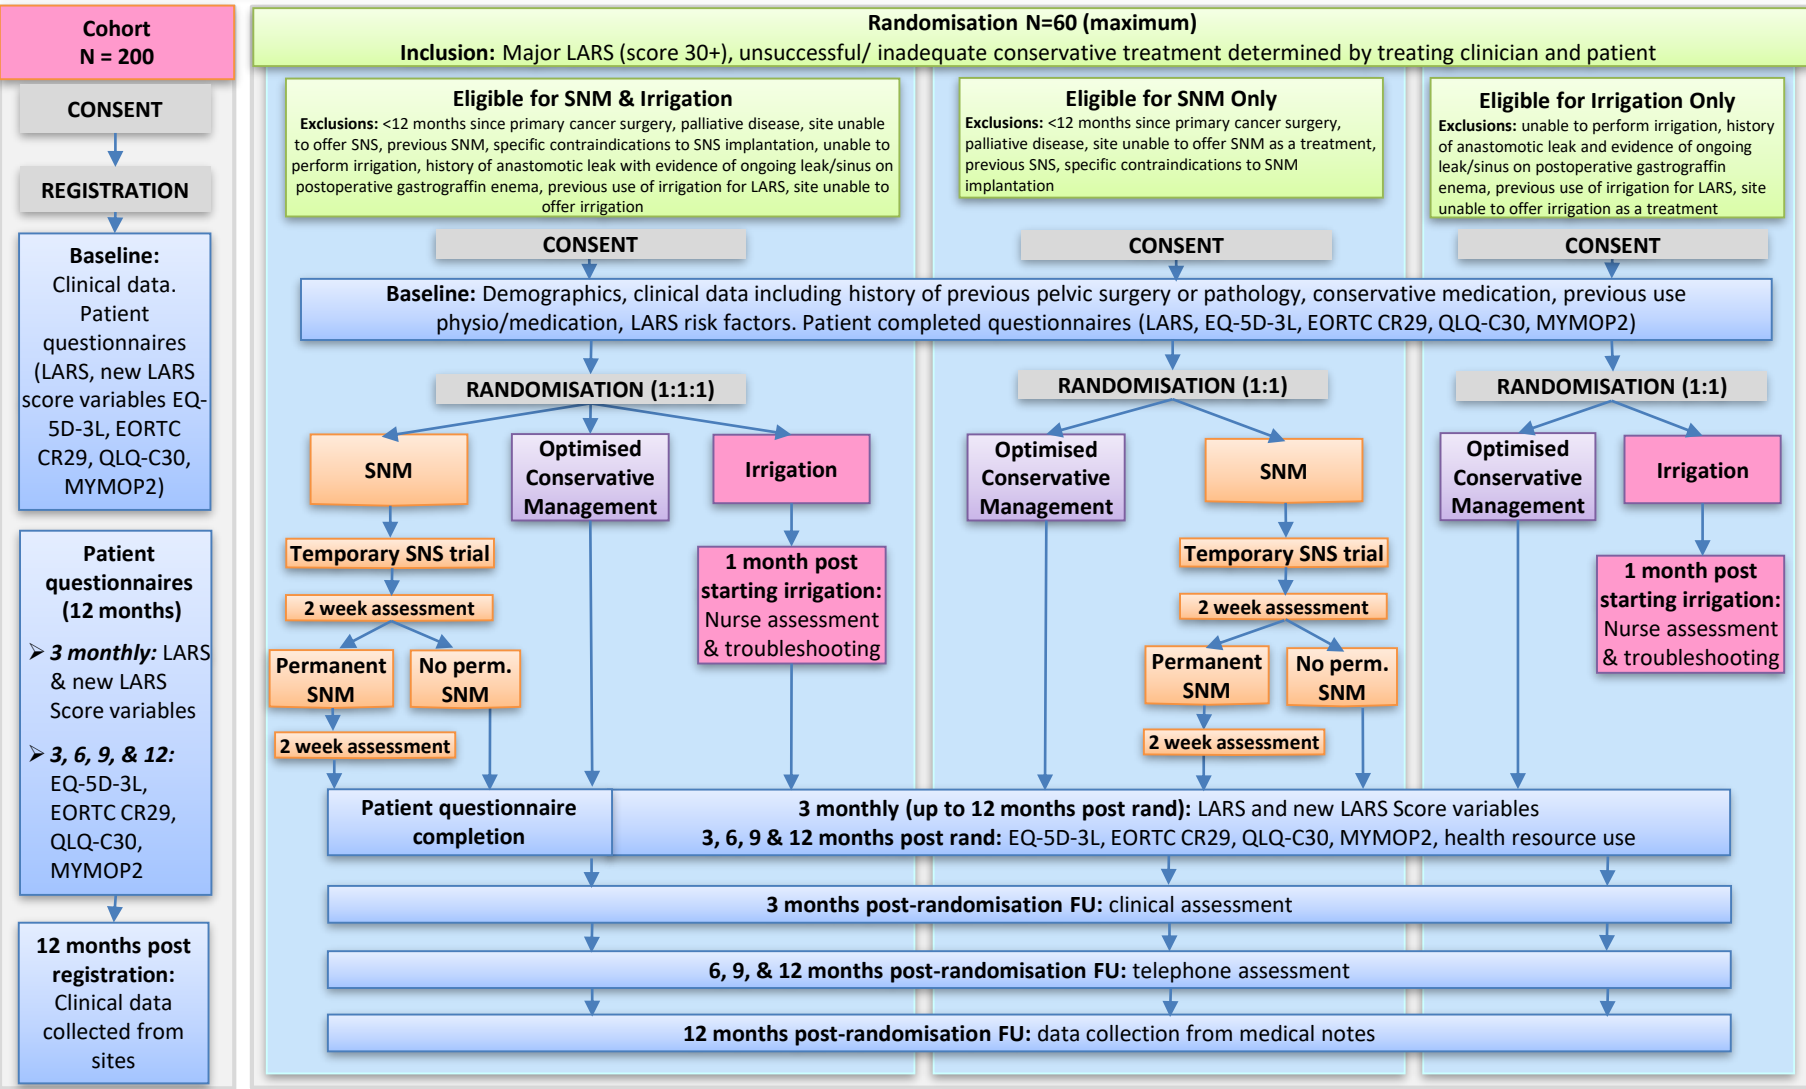 Cohort
N = 200
CONSENT
REGISTRATION
Baseline:
Clinical data.
Patient
questionnaires
(LARS, new LARS
score variables EQ-
5D-3L, EORTC
CR29, QLQ-C30,
MYMOP2)
Patient
questionnaires
(12 months)
➢ 3 monthly: LARS
& new LARS
Score variables
➢ 3, 6, 9, & 12:
EQ-5D-3L,
EORTC CR29,
QLQ-C30,
MYMOP2
12 months post
registration:
Clinical data
collected from
sites
Randomisation N=60 (maximum)
Inclusion: Major LARS (score 30+), unsuccessful/ inadequate conservative treatment determined by treating clinician and patient
Eligible for SNM & Irrigation
Exclusions: <12 months since primary cancer surgery, palliative disease, site unable
to offer SNS, previous SNM, specific contraindications to SNS implantation, unable to
perform irrigation, history of anastomotic leak with evidence of ongoing leak/sinus on
postoperative gastrograffin enema, previous use of irrigation for LARS, site unable to
offer irrigation
Eligible for SNM Only
Exclusions: <12 months since primary cancer surgery,
palliative disease, site unable to offer SNM as a treatment,
previous SNS, specific contraindications to SNM
implantation
Eligible for Irrigation Only
Exclusions: unable to perform irrigation, history
of anastomotic leak and evidence of ongoing
leak/sinus on postoperative gastrograffin
enema, previous use of irrigation for LARS, site
unable to offer irrigation as a treatment
CONSENT
CONSENT
CONSENT
Baseline: Demographics, clinical data including history of previous pelvic surgery or pathology, conservative medication, previous use
physio/medication, LARS risk factors. Patient completed questionnaires (LARS, EQ-5D-3L, EORTC CR29, QLQ-C30, MYMOP2)
RANDOMISATION (1:1:1)
RANDOMISATION (1:1)
RANDOMISATION (1:1)
SNM
Optimised
Conservative
Management
Irrigation
Optimised
Conservative
Management
SNM
Optimised
Conservative
Management
Irrigation
Temporary SNS trial
2 week assessment
Permanent
SNM
No perm.
SNM
2 week assessment
1 month post
starting irrigation:
Nurse assessment
& troubleshooting
Temporary SNS trial
2 week assessment
Permanent
SNM
No perm.
SNM
2 week assessment
1 month post
starting irrigation:
Nurse assessment
& troubleshooting
Patient questionnaire
completion
3 monthly (up to 12 months post rand): LARS and new LARS Score variables
3, 6, 9 & 12 months post rand: EQ-5D-3L, EORTC CR29, QLQ-C30, MYMOP2, health resource use
3 months post-randomisation FU: clinical assessment
6, 9, & 12 months post-randomisation FU: telephone assessment
12 months post-randomisation FU: data collection from medical notes